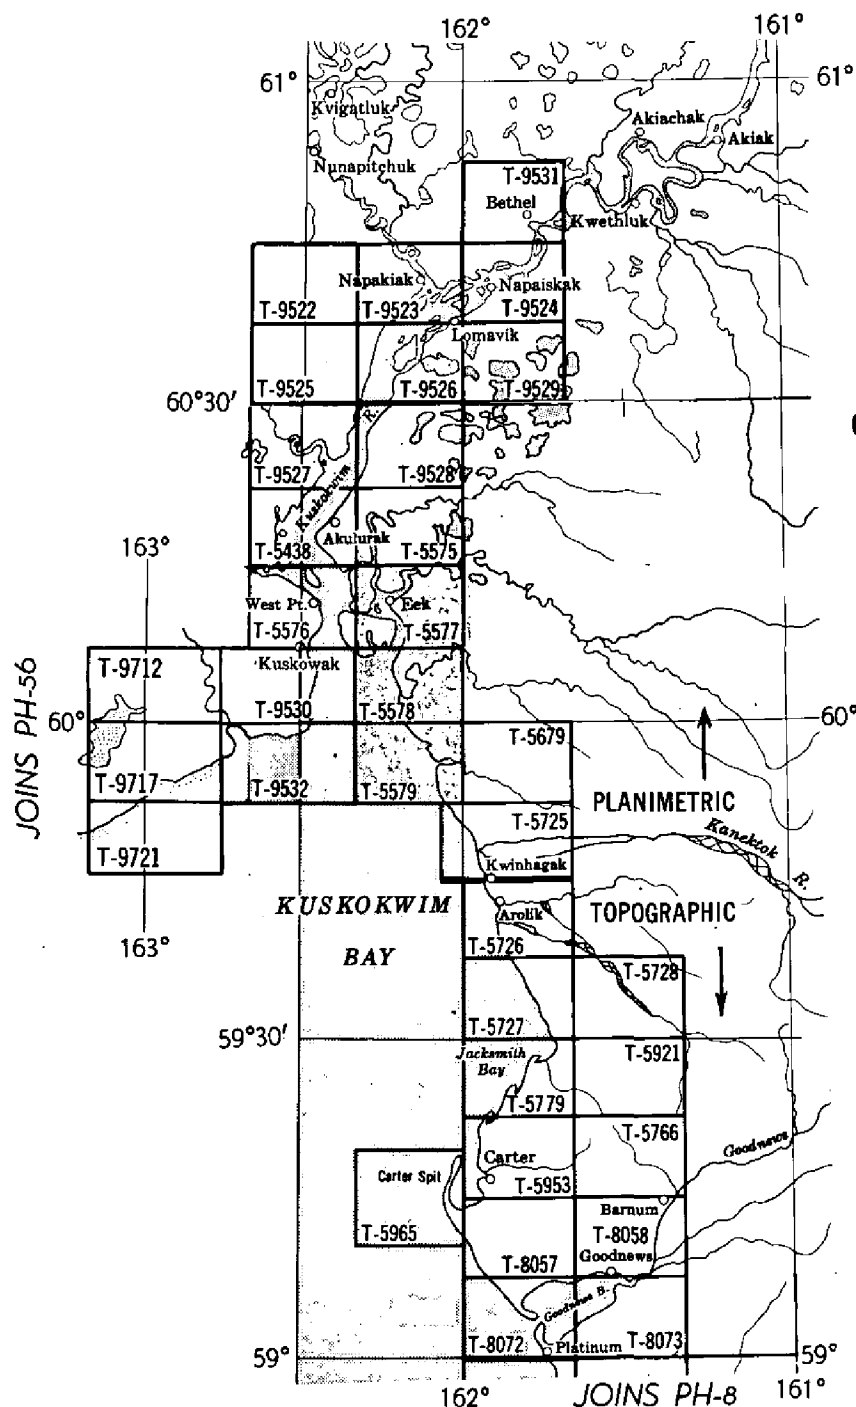 162°
161°
61°
61°
Kvigatluk
Akiachak
Akiak
Nunapitchuk
T-9531
Bethel
Kwethluk
Napakiak
Napaiskak
T-9522
T-9523
T-9524
Lomavik
T-9525
T-9526
T-9529
60°30'
R.
Kuskokwim
T-9527
T-9528
Akulurak
T-5438
T-5575
163°
West Pt.
Eek
T-5576
T-5577
T-9712
Kuskowak
JOINS PH-56
T-9530
T-5578
60°
T-5679
60°
T-9717
T-9532
T-5579
PLANIMETRIC
T-5725
Kanektok
R.
T-9721
Kwinhagak
KUSKOKWIM
BAY
Arolik
TOPOGRAPHIC
163°
T-5726
T-5728
59°30'
T-5727
T-5921
Jacksmith
Bay
T-5779
T-5766
Goodnews
Carter
Carter Spit
T-5953
Barnum
T-5965
T-8058
T-8057
Goodnews
Goodnews B.
T-8072
Platinum
T-8073
59°
59°
162°
JOINS PH-8
161°